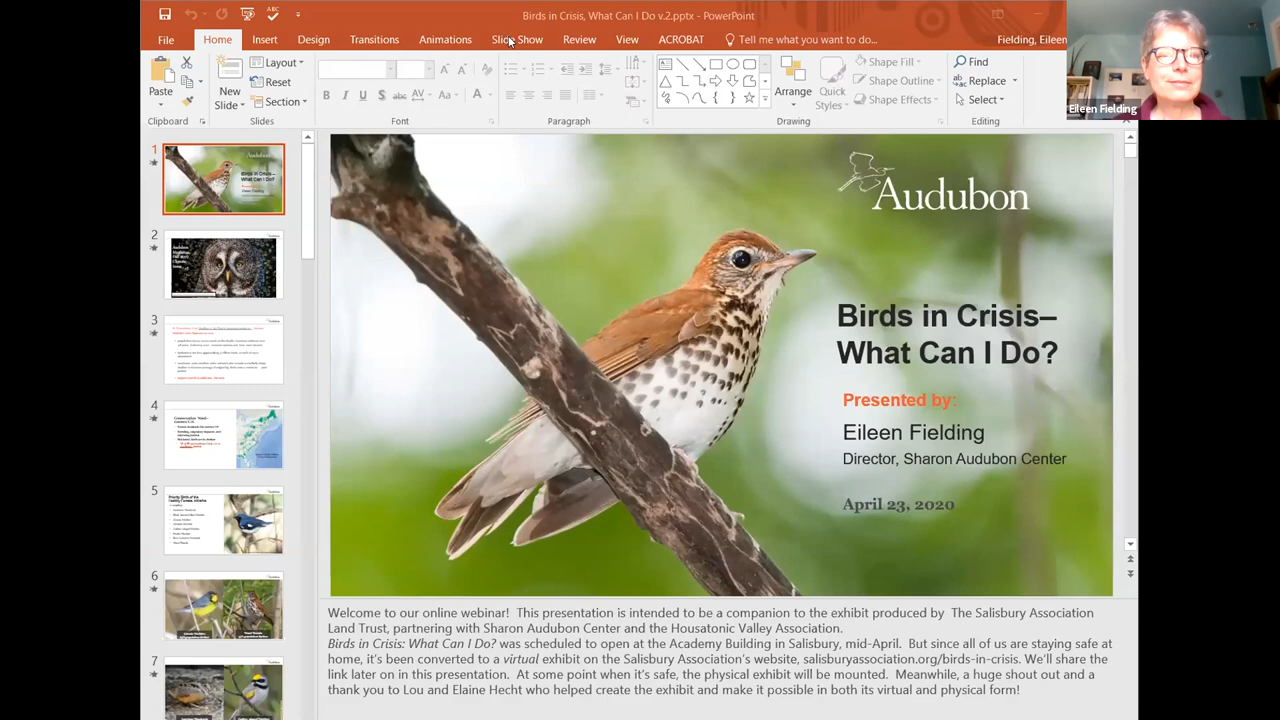 ABC
Birds in Crisis, What Can I Do v.2.pptx - PowerPoint
File Home Insert Design Transitions Animations Slide Show Review View ACROBAT Tell me what you want to do... Fielding, Eileen
Paste
New Slide
Layout
Reset
Section
Arrange
Quick Styles
Shape Fill
Shape Outline
Shape Effects
Find
Replace
Select
Clipboard Slides Font Paragraph Drawing Editing
Eileen Fielding
1
2
3
4
5
6
7
Audubon
Birds in Crisis–
What Can I Do?
Presented by:
Eileen Fielding
Director, Sharon Audubon Center
April 23, 2020
Welcome to our online webinar! This presentation is intended to be a companion to the exhibit produced by The Salisbury Association
Land Trust, partnering with Sharon Audubon Center and the Housatonic Valley Association.
Birds in Crisis: What Can I Do? was scheduled to open at the Academy Building in Salisbury, mid-April. But since all of us are staying safe at
home, it's been converted to a virtual exhibit on the Salisbury Association's website, salisburyasociation.org/birds-in-crisis. We'll share the
link later on in this presentation. At some point when it's safe, the physical exhibit will be mounted. Meanwhile, a huge shout out and a
thank you to Lou and Elaine Hecht who helped create the exhibit and make it possible in both its virtual and physical form!